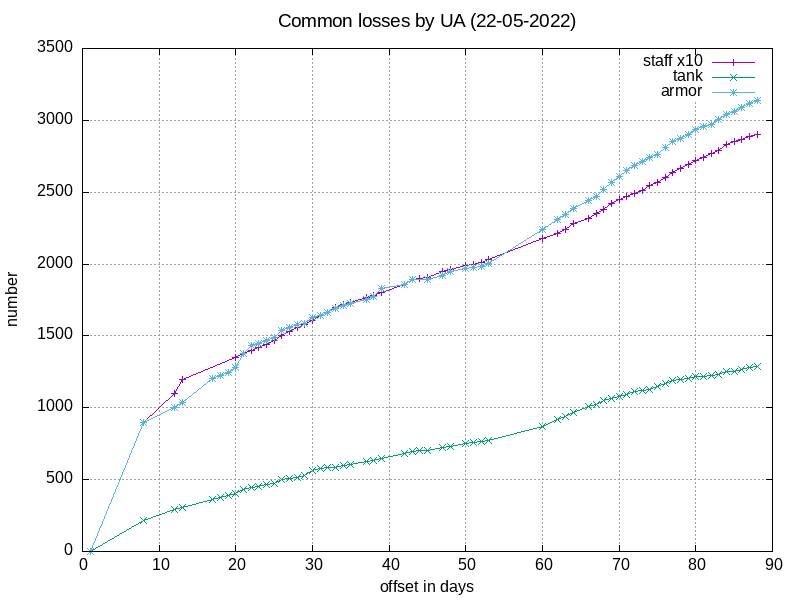 Common losses by UA (22-05-2022)
3500
3000
2500
2000
1500
1000
500
0
number
staff x10
tank
armor
0 10 20 30 40 50 60 70 80 90
offset in days